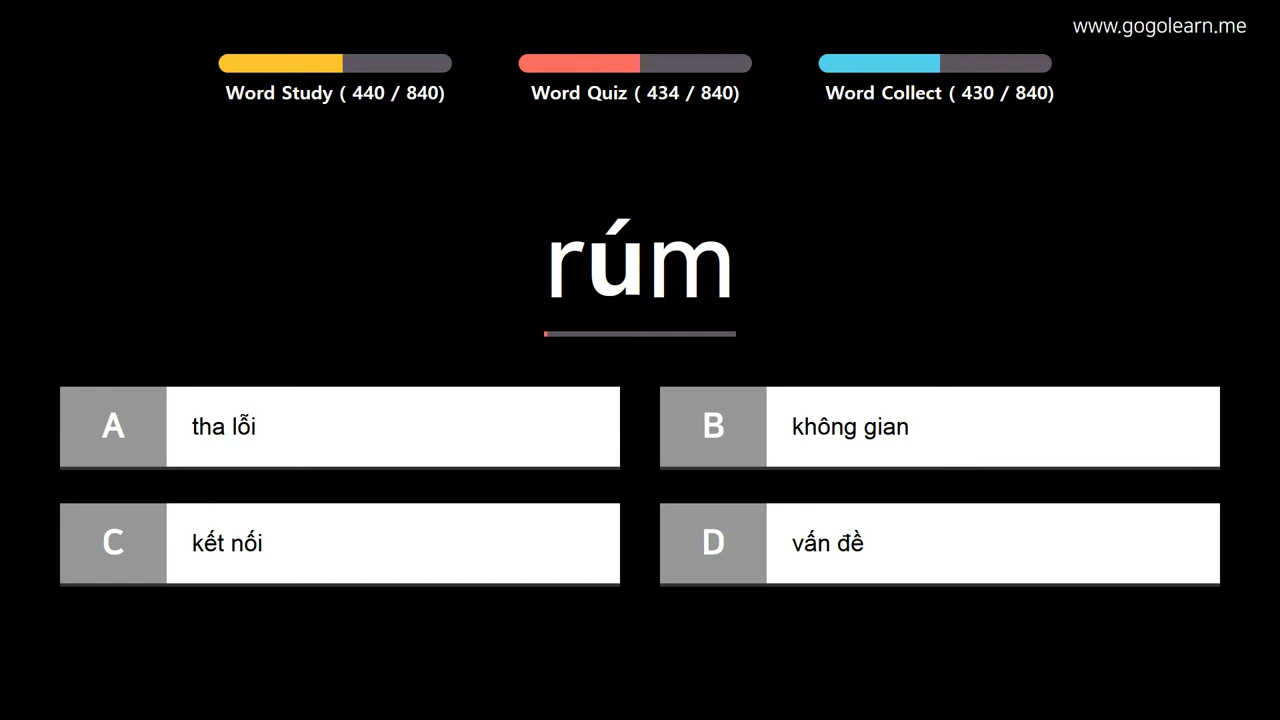 www.gogolearn.me
Word Study ( 440 / 840)
Word Quiz ( 434 / 840)
Word Collect ( 430 / 840)
rúm
A tha lỗi
B không gian
C kết nối
D vấn đề